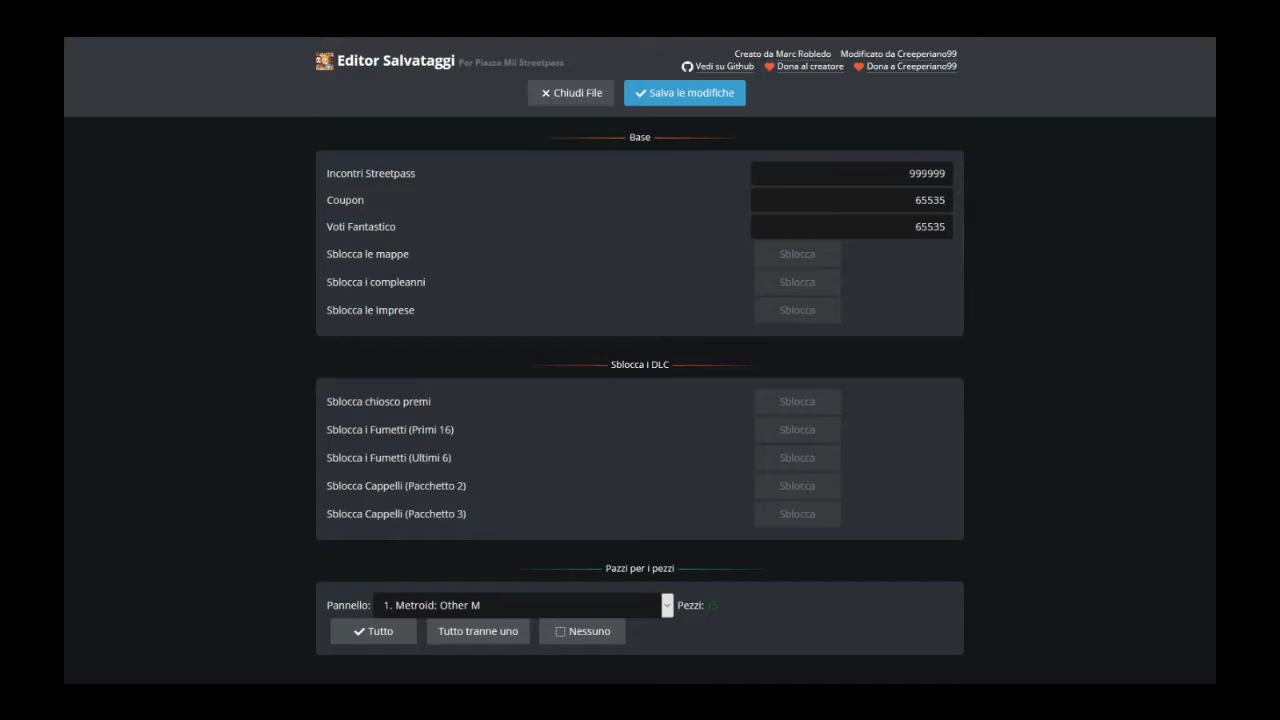 Editor Salvataggi Per Piazza Mii Streetpass
Creato da Marc Robledo Modificato da Creeperiano99
Vedi su Github Dona al creatore Dona a Creeperiano99
Chiudi File Salva le modifiche
Base
Incontri Streetpass 999999
Coupon 65535
Voti Fantastico 65535
Sblocca le mappe Sblocca
Sblocca i compleanni Sblocca
Sblocca le Imprese Sblocca
Sblocca i DLC
Sblocca chiosco premi Sblocca
Sblocca i Fumetti (Primi 16) Sblocca
Sblocca i Fumetti (Ultimi 6) Sblocca
Sblocca Cappelli (Pacchetto 2) Sblocca
Sblocca Cappelli (Pacchetto 3) Sblocca
Pazzi per i pezzi
Pannello: 1. Metroid: Other M Pezzi: 15
Tutto Tutto tranne uno Nessuno